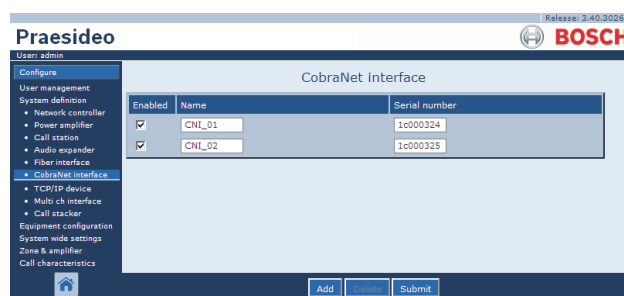 Release: 3.40.3026
Praesideo
BOSCH
User: admin
Configure
User management
System definition
• Network controller
• Power amplifier
• Call station
• Audio expander
• Fiber interface
• CobraNet interface
• TCP/IP device
• Multi ch interface
• Call stacker
Equipment configuration
System wide settings
Zone & amplifier
Call characteristics
CobraNet interface
Enabled Name Serial number
CNI_01 1c000324
CNI_02 1c000325
Add Delete Submit